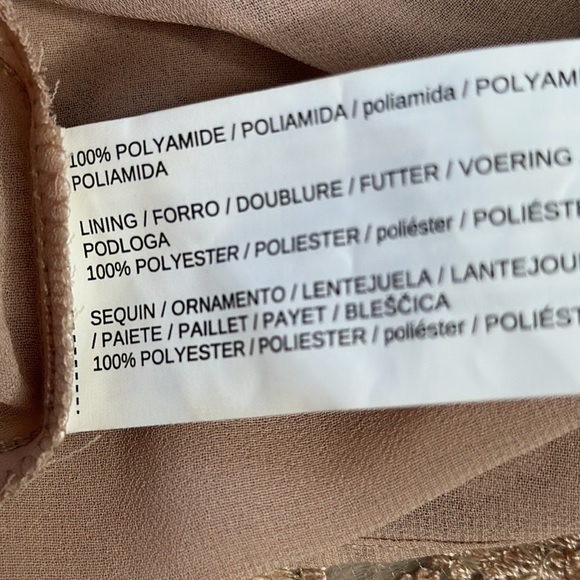 100% POLYAMIDE / POLIAMIDA / poliamida / POLYAM
POLIAMIDA
LINING / FORRO / DOUBLURE / FUTTER / VOERING
PODLOGA
100% POLYESTER / POLIESTER / poliéster / POLIÉSTE
SEQUIN / ORNAMENTO / LENTEJUELA / LANTEJOU
/ PAIETE / PAILLET / PAYET / BLEŠČICA
100% POLYESTER / POLIESTER / poliéster / POLIÉST